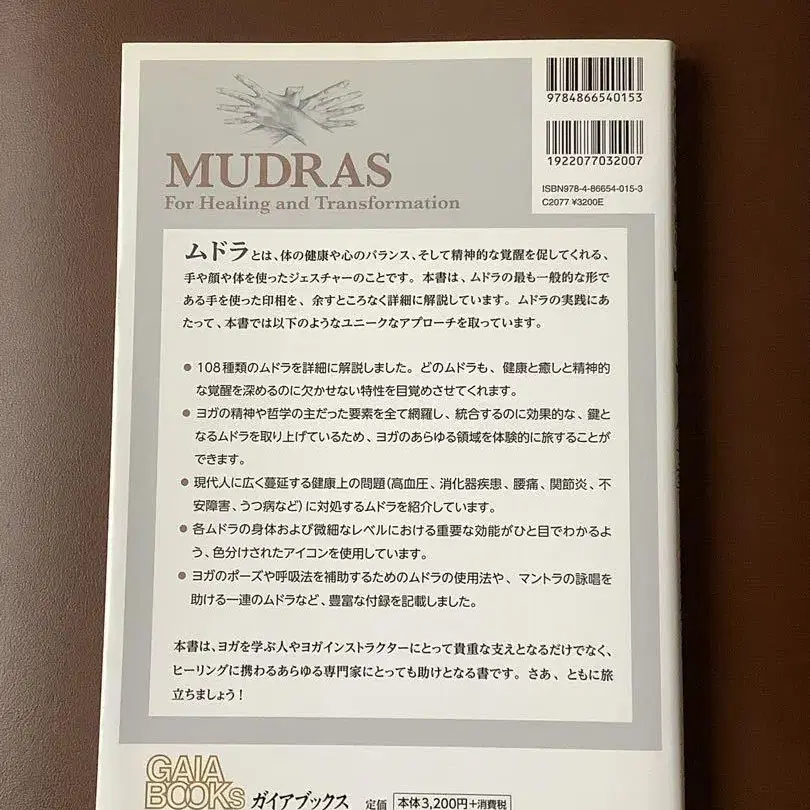 9784866540153
1922077032007
ISBN978-4-86654-015-3
C2077 ¥3200E
MUDRAS
For Healing and Transformation
ムドラとは、体の健康や心のバランス、そして精神的な覚醒を促してくれる、
手や顔や体を使ったジェスチャーのことです。本書は、ムドラの最も一般的な形で
ある手を使った印相を、余すところなく詳細に解説しています。ムドラの実践にあ
たって、本書では以下のようなユニークなアプローチを取っています。
●108種類のムドラを詳細に解説しました。どのムドラも、健康と癒しと精神的
な覚醒を深めるのに欠かせない特性を目覚めさせてくれます。
●ヨガの精神や哲学の主だった要素を全て網羅し、統合するのに効果的な、鍵と
なるムドラを取り上げているため、ヨガのあらゆる領域を体験的に旅することが
できます。
●現代人に広く蔓延する健康上の問題(高血圧、消化器疾患、腰痛、関節炎、不
安障害、うつ病など)に対処するムドラを紹介しています。
●各ムドラの身体および微細なレベルにおける重要な効能がひと目でわかるよ
う、色分けされたアイコンを使用しています。
●ヨガのポーズや呼吸法を補助するためのムドラの使用法や、マントラの詠唱を
助ける一連のムドラなど、豊富な付録を記載しました。
本書は、ヨガを学ぶ人やヨガインストラクターにとって貴重な支えとなるだけでなく、
ヒーリングに携わるあらゆる専門家にとっても助けとなる書です。さあ、ともに旅
立ちましょう!
GAIA
BOOKS ガイアブックス 定価 本体3,200円+消費税